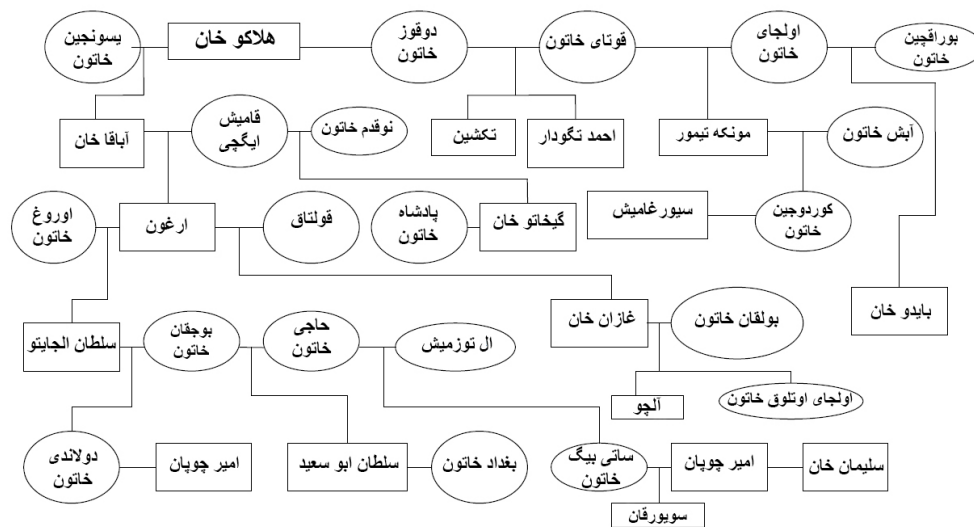 یسونجین
خاتون
هلاکو خان
دوقوز
خاتون
قوتای خاتون
اولجای
خاتون
بوراقچین
خاتون
آباقا خان
قامیش
ایگچی
نوقدم خاتون
تکشین
احمد تگودار
مونکه تیمور
آبش خاتون
اوروغ
خاتون
ارغون
قولتاق
پادشاه
خاتون
گیخاتو خان
سیورغامیش
کوردوجین
خاتون
سلطان الجایتو
بوجقان
خاتون
حاجی
خاتون
ال توزمیش
غازان خان
بولقان خاتون
بایدو خان
آلچو
اولجای اوتلوق خاتون
دولاندی
خاتون
امیر چوپان
سلطان ابو سعید
بغداد خاتون
ساتی بیگ
خاتون
امیر چوپان
سلیمان خان
سویورقان